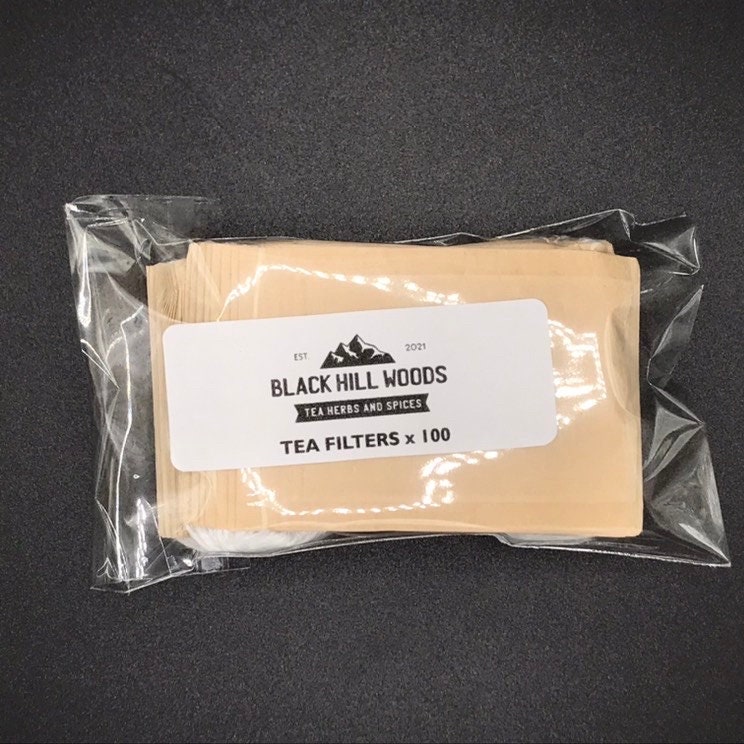 EST. 2021
BLACK HILL WOODS
TEA HERBS AND SPICES
TEA FILTERS x 100